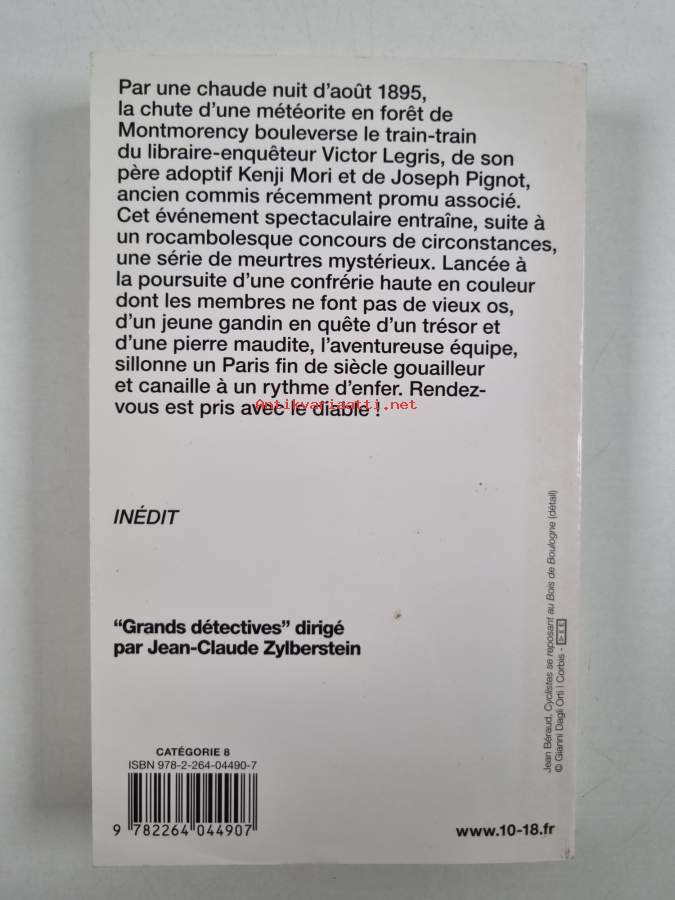 Par une chaude nuit d'août 1895,
la chute d'une météorite en forêt de
Montmorency bouleverse le train-train
du libraire-enquêteur Victor Legris, de son
père adoptif Kenji Mori et de Joseph Pignot,
ancien commis récemment promu associé.
Cet événement spectaculaire entraîne, suite à
un rocambolesque concours de circonstances,
une série de meurtres mystérieux. Lancée à
la poursuite d'une confrérie haute en couleur
dont les membres ne font pas de vieux os,
d'un jeune gandin en quête d'un trésor et
d'une pierre maudite, l'aventureuse équipe,
sillonne un Paris fin de siècle gouailleur
et canaille à un rythme d'enfer. Rendez-
vous est pris avec le diable !
Antikvariaatti.net
INÉDIT
"Grands détectives" dirigé
par Jean-Claude Zylberstein
Jean Béraud, Cyclistes se reposant au Bois de Boulogne (détail)
© Gianni Dagli Orti | Corbis -
CATÉGORIE 8
ISBN 978-2-264-04490-7
9 782264 044907
www.10-18.fr